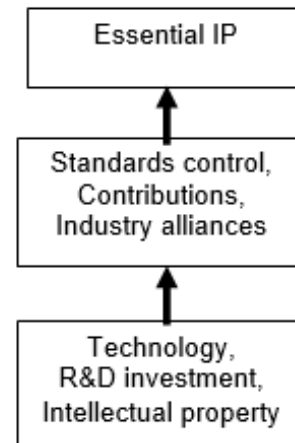 Essential IP
Standards control,
Contributions,
Industry alliances
Technology,
R&D investment,
Intellectual property